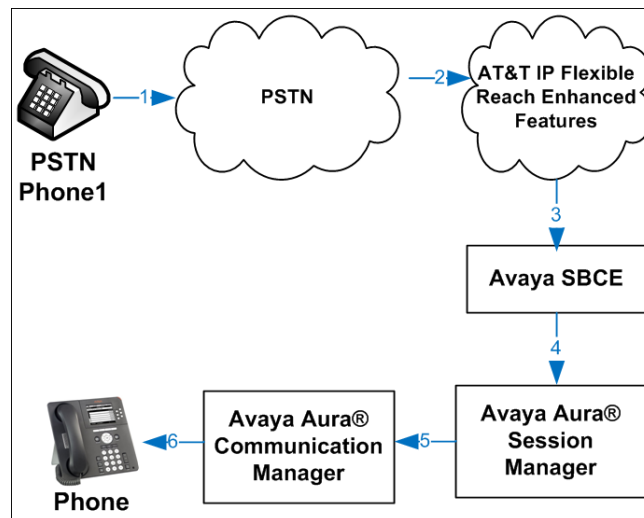 PSTN
Phone1
1
PSTN
2
AT&T IP Flexible
Reach Enhanced
Features
3
Avaya SBCE
4
Avaya Aura®
Session
Manager
5
Avaya Aura®
Communication
Manager
6
Phone